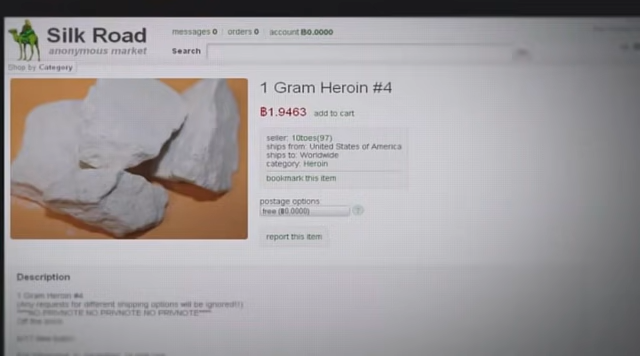 Silk Road
anonymous market
messages 0 | orders 0 | account ฿0.0000
Search
Shop by Category
1 Gram Heroin #4
฿1.9463 add to cart
seller: 10toes(97)
ships from: United States of America
ships to: Worldwide
category: Heroin
bookmark this item
postage options
free (฿0.0000)
?
report this item
Description
1 Gram Heroin #4
(Any requests for different shipping options will be ignored!!)
NO PRIVNOTE NO PRIVNOTE NO PRIVNOTE